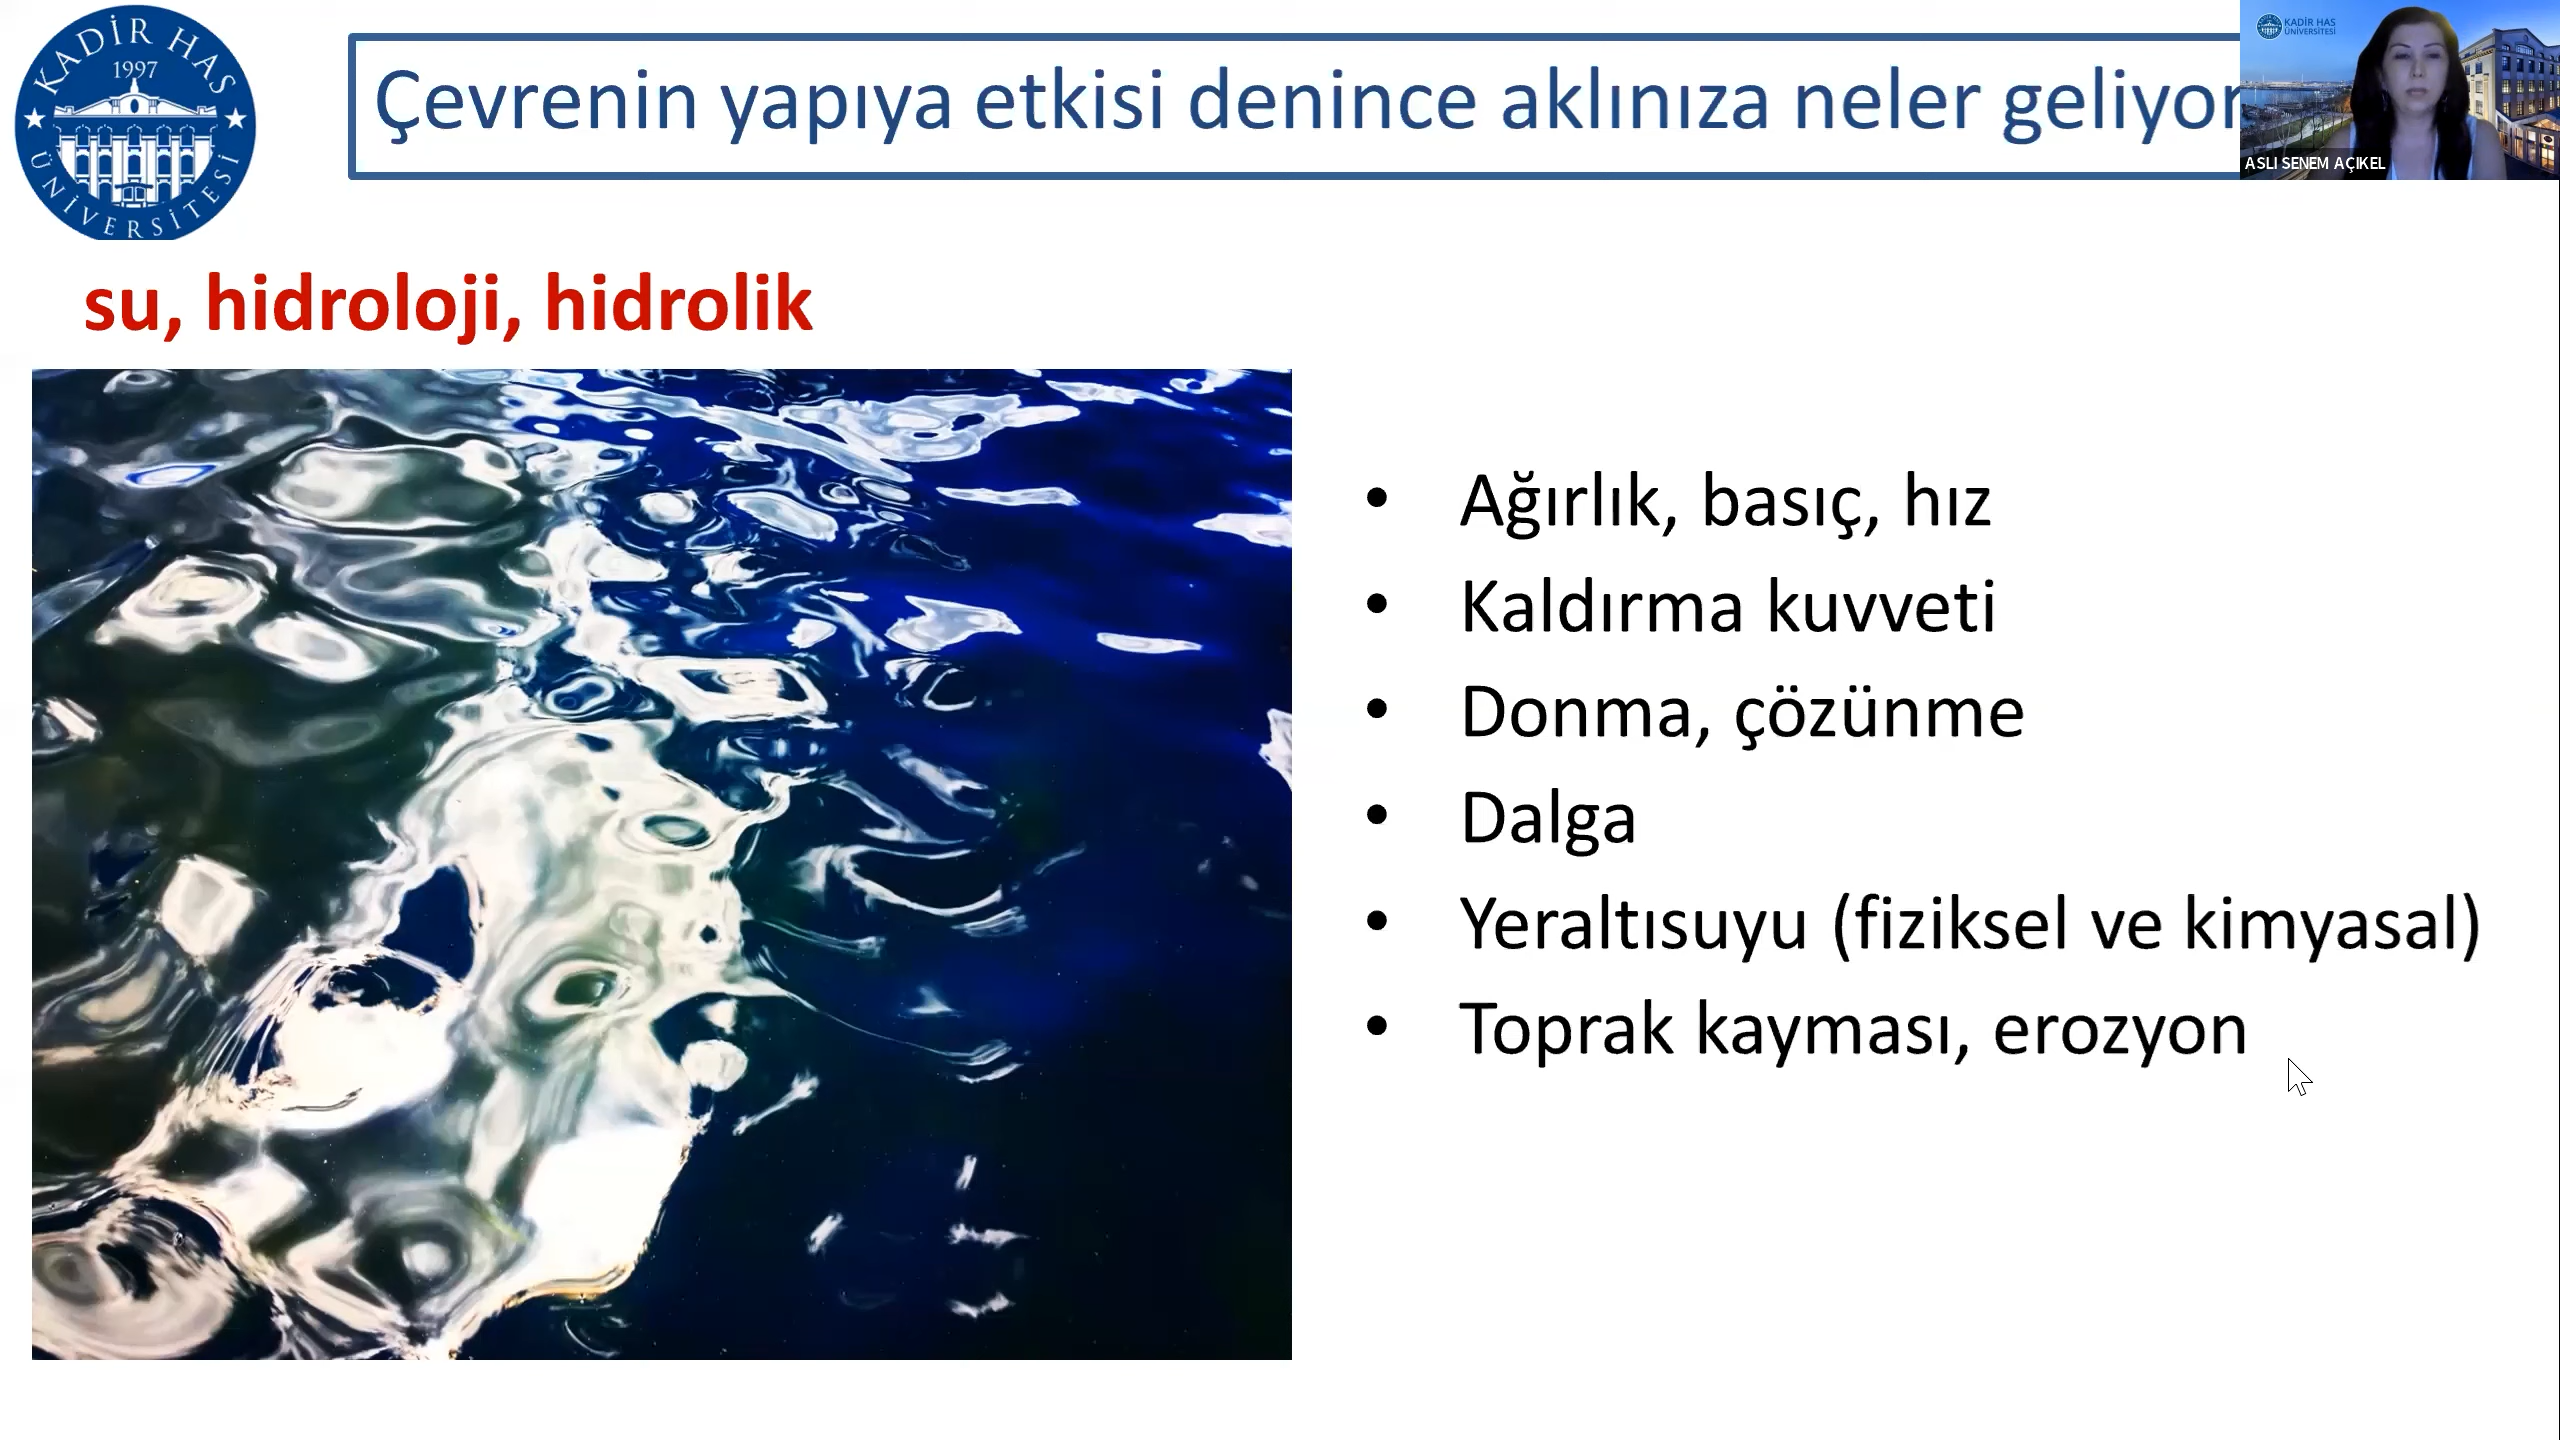 KADİR HAS
1997
ÜNİVERSİTESİ
Çevrenin yapıya etkisi denince aklınıza neler geliyor
KADİR HAS
ÜNİVERSİTESİ
ASLI SENEM AÇIKEL
su, hidroloji, hidrolik
• Ağırlık, basıç, hız
• Kaldırma kuvveti
• Donma, çözünme
• Dalga
• Yeraltısuyu (fiziksel ve kimyasal)
• Toprak kayması, erozyon